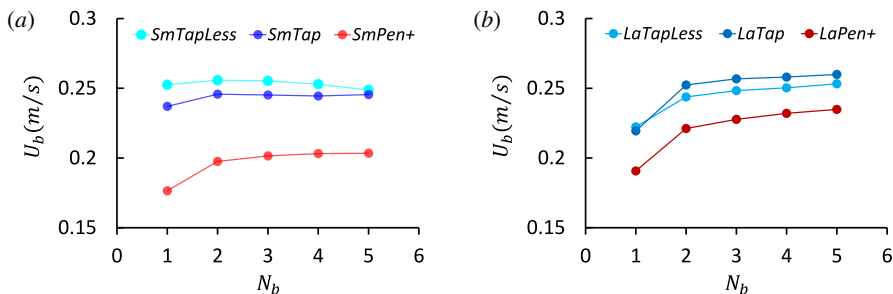 (a)
SmTapLess SmTap SmPen+
0.3
0.25
0.2
0.15
U_b(m/s)
0 1 2 3 4 5 6
N_b
(b)
LaTapLess LaTap LaPen+
0.3
0.25
0.2
0.15
U_b(m/s)
0 1 2 3 4 5 6
N_b